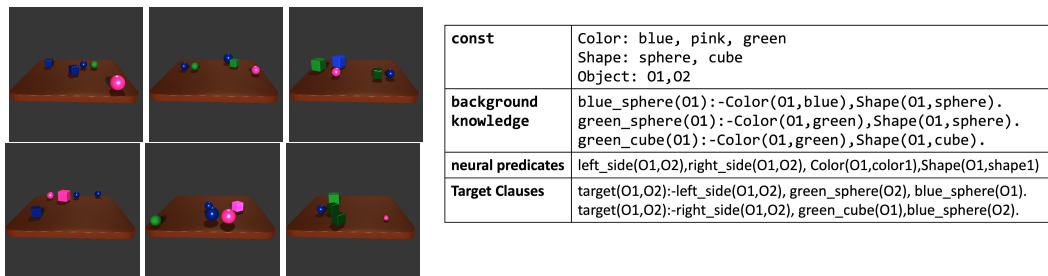 const
Color: blue, pink, green
Shape: sphere, cube
Object: O1,O2
background knowledge
blue_sphere(O1):-Color(O1,blue),Shape(O1,sphere).
green_sphere(O1):-Color(O1,green),Shape(O1,sphere).
green_cube(O1):-Color(O1,green),Shape(O1,cube).
neural predicates
left_side(O1,O2),right_side(O1,O2), Color(O1,color1),Shape(O1,shape1)
Target Clauses
target(O1,O2):-left_side(O1,O2), green_sphere(O2), blue_sphere(O1).
target(O1,O2):-right_side(O1,O2), green_cube(O1),blue_sphere(O2).